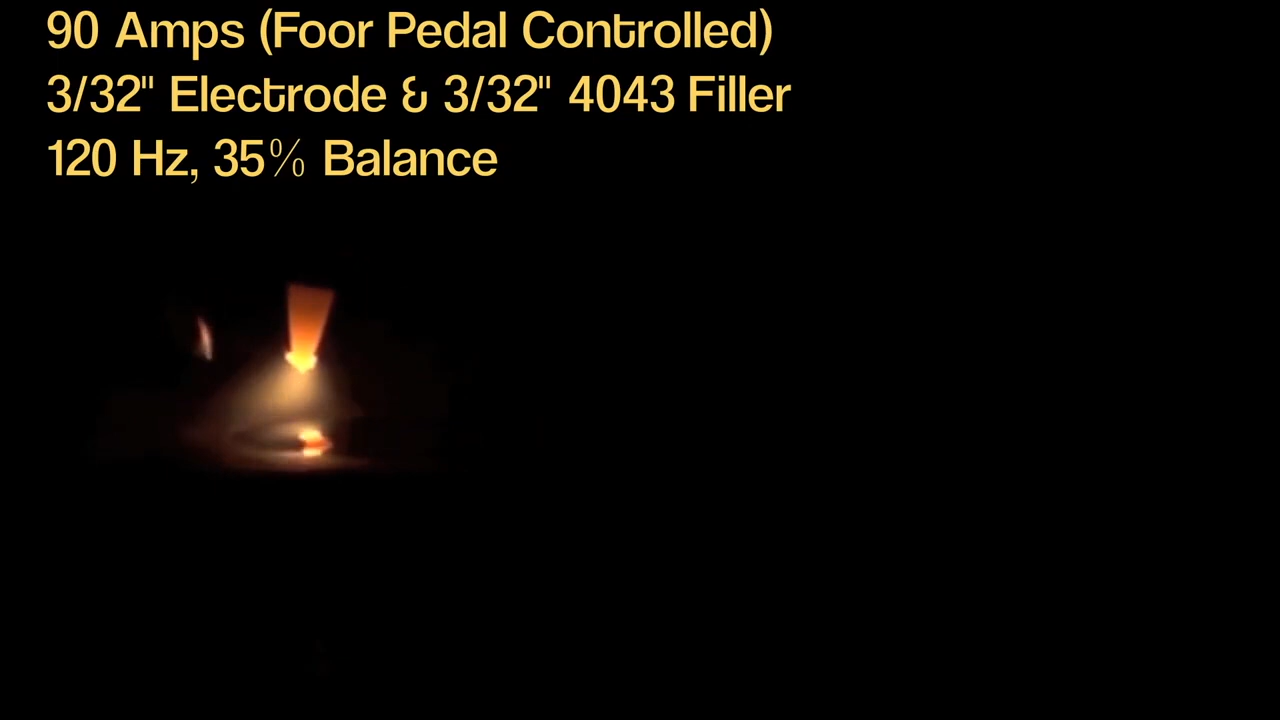 90 Amps (Foor Pedal Controlled)
3/32" Electrode & 3/32" 4043 Filler
120 Hz, 35% Balance